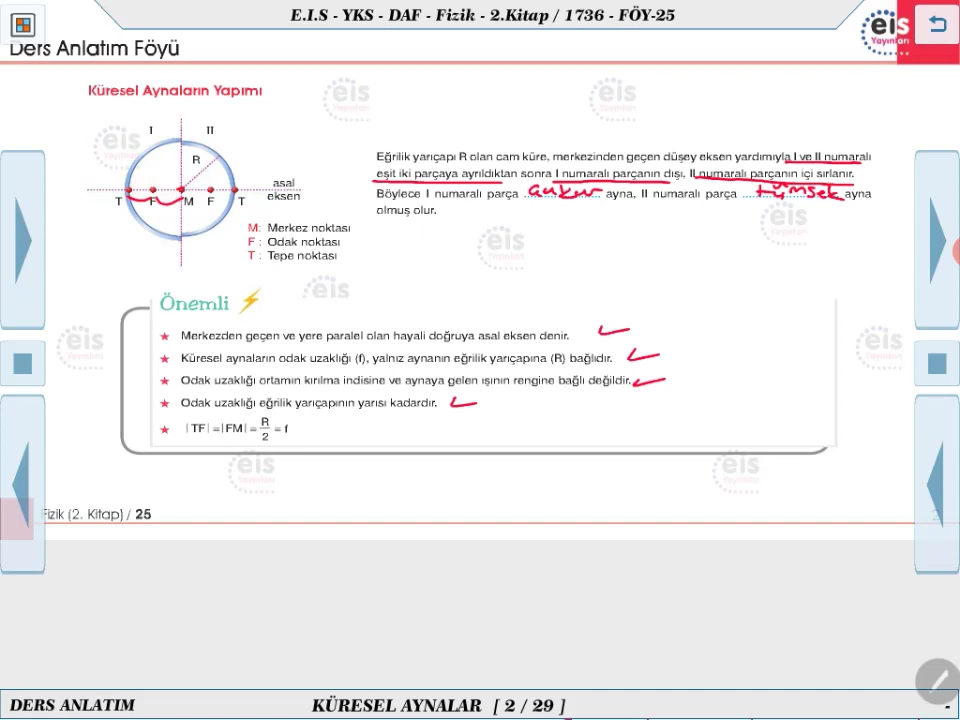 E.I.S - YKS - DAF - Fizik - 2.Kitap / 1736 - FÖY-25
Ders Anlatım Föyü
eis
Yayınları
Küresel Aynaların Yapımı
I
II
R
asal
eksen
T
F
M
F
T
M: Merkez noktası
F : Odak noktası
T : Tepe noktası
Eğrilik yarıçapı R olan cam küre, merkezinden geçen düşey eksen yardımıyla I ve II numaralı
eşit iki parçaya ayrıldıktan sonra I numaralı parçanın dışı, II numaralı parçanın içi sırlanır.
Böylece I numaralı parça çukur ayna, II numaralı parça tümsek ayna
olmuş olur.
Önemli
★ Merkezden geçen ve yere paralel olan hayali doğruya asal eksen denir.
★ Küresel aynaların odak uzaklığı (f), yalnız aynanın eğrilik yarıçapına (R) bağlıdır.
★ Odak uzaklığı ortamın kırılma indisine ve aynaya gelen ışının rengine bağlı değildir.
★ Odak uzaklığı eğrilik yarıçapının yarısı kadardır.
★ |TF| = |FM| = R/2 = f
Fizik (2. Kitap) / 25
2
DERS ANLATIM
KÜRESEL AYNALAR [ 2 / 29 ]
-